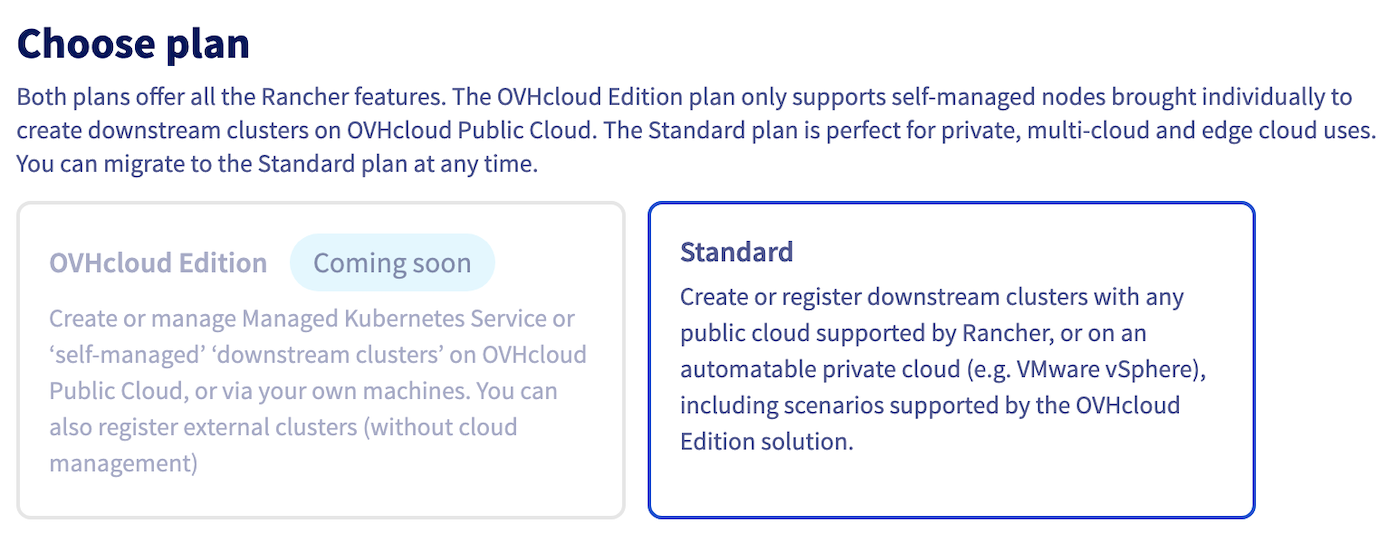 Choose plan
Both plans offer all the Rancher features. The OVHcloud Edition plan only supports self-managed nodes brought individually to
create downstream clusters on OVHcloud Public Cloud. The Standard plan is perfect for private, multi-cloud and edge cloud uses.
You can migrate to the Standard plan at any time.
OVHcloud Edition Coming soon
Create or manage Managed Kubernetes Service or
‘self-managed’ ‘downstream clusters’ on OVHcloud
Public Cloud, or via your own machines. You can
also register external clusters (without cloud
management)
Standard
Create or register downstream clusters with any
public cloud supported by Rancher, or on an
automatable private cloud (e.g. VMware vSphere),
including scenarios supported by the OVHcloud
Edition solution.